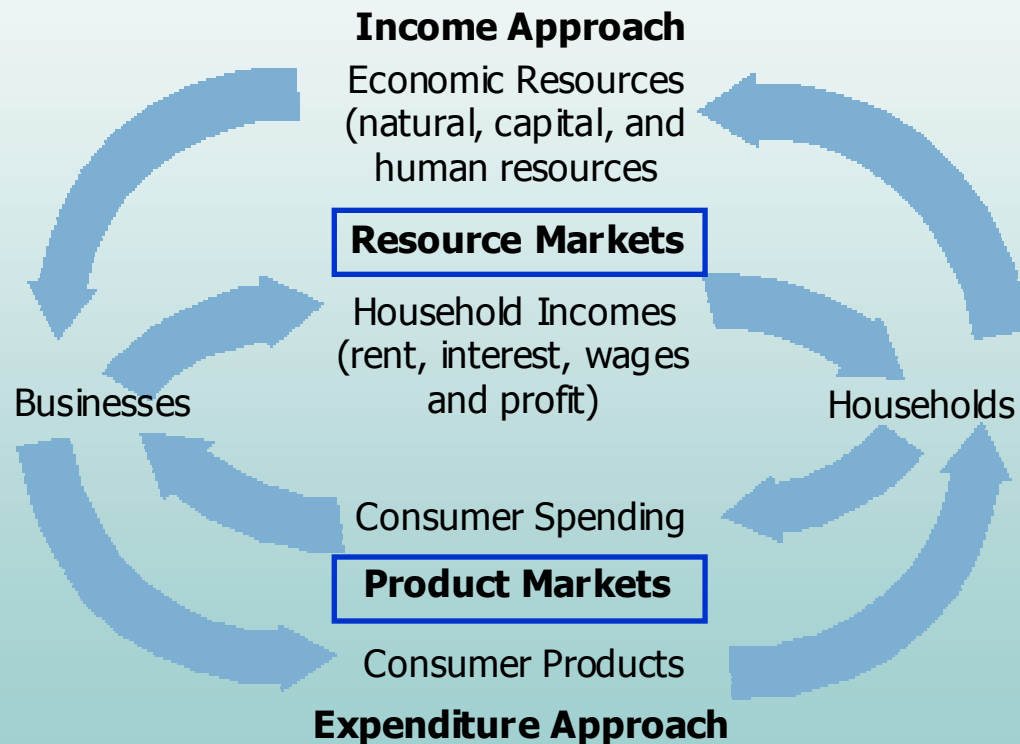 Income Approach
Economic Resources
(natural, capital, and
human resources
Resource Markets
Household Incomes
(rent, interest, wages
and profit)
Businesses
Households
Consumer Spending
Product Markets
Consumer Products
Expenditure Approach